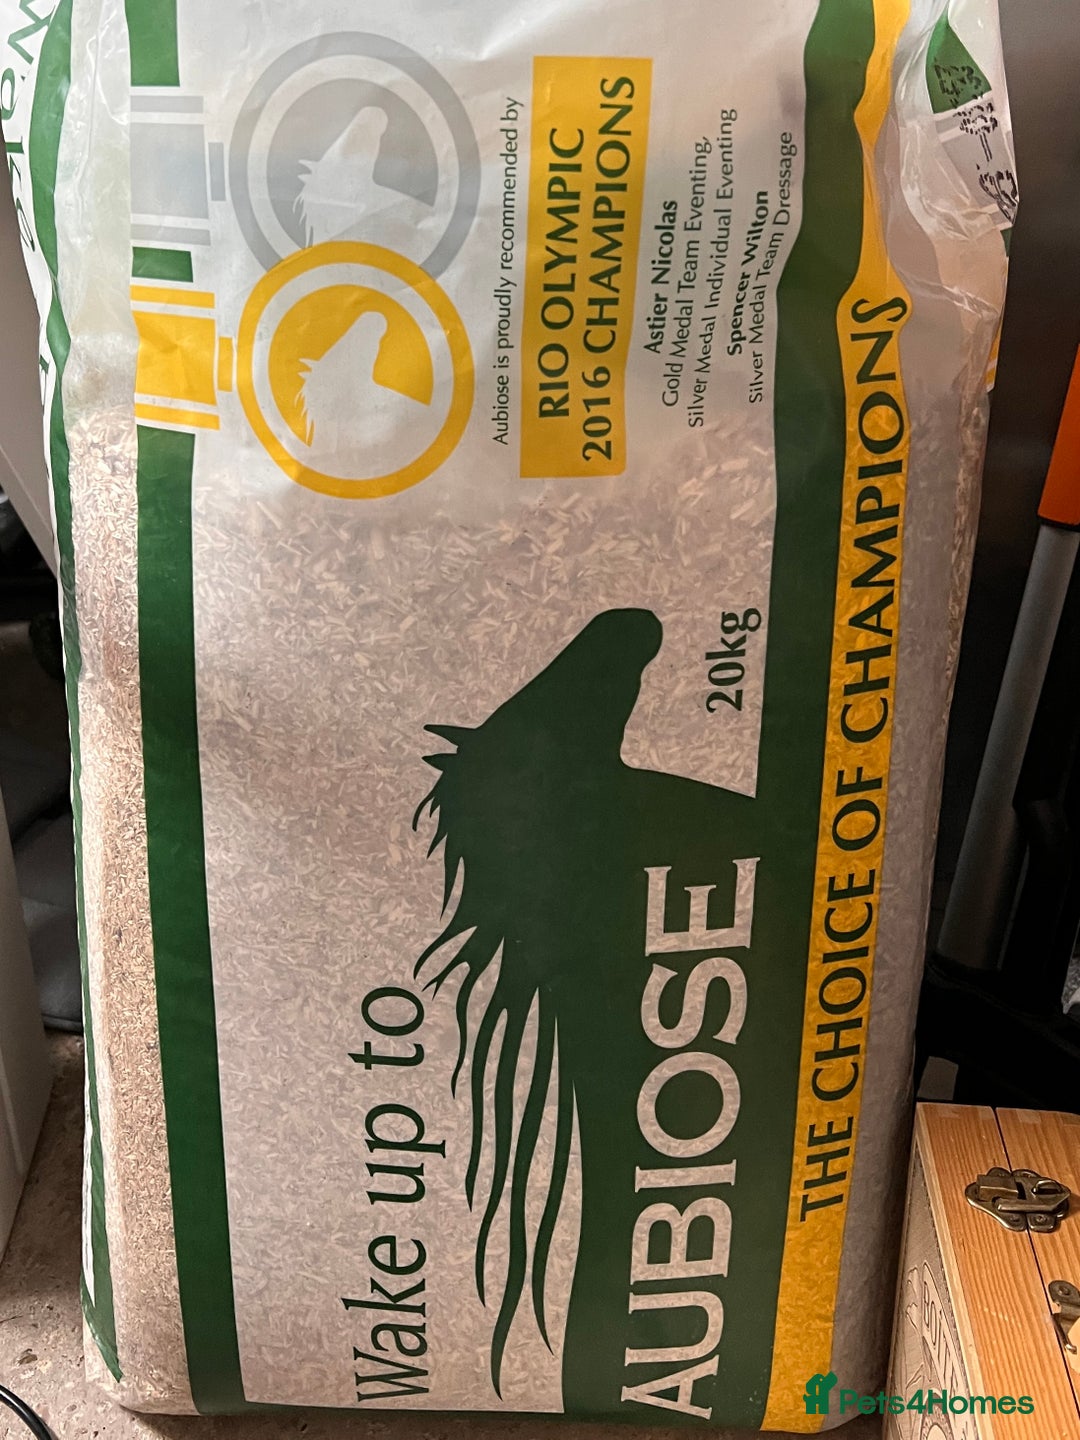 Wake up to
AUBIOSE
20kg
THE CHOICE OF CHAMPIONS
Aubiose is proudly recommended by
RIO OLYMPIC
2016 CHAMPIONS
Astier Nicolas
Gold Medal Team Eventing,
Silver Medal Individual Eventing
Spencer Wilton
Silver Medal Team Dressage
Pets4Homes